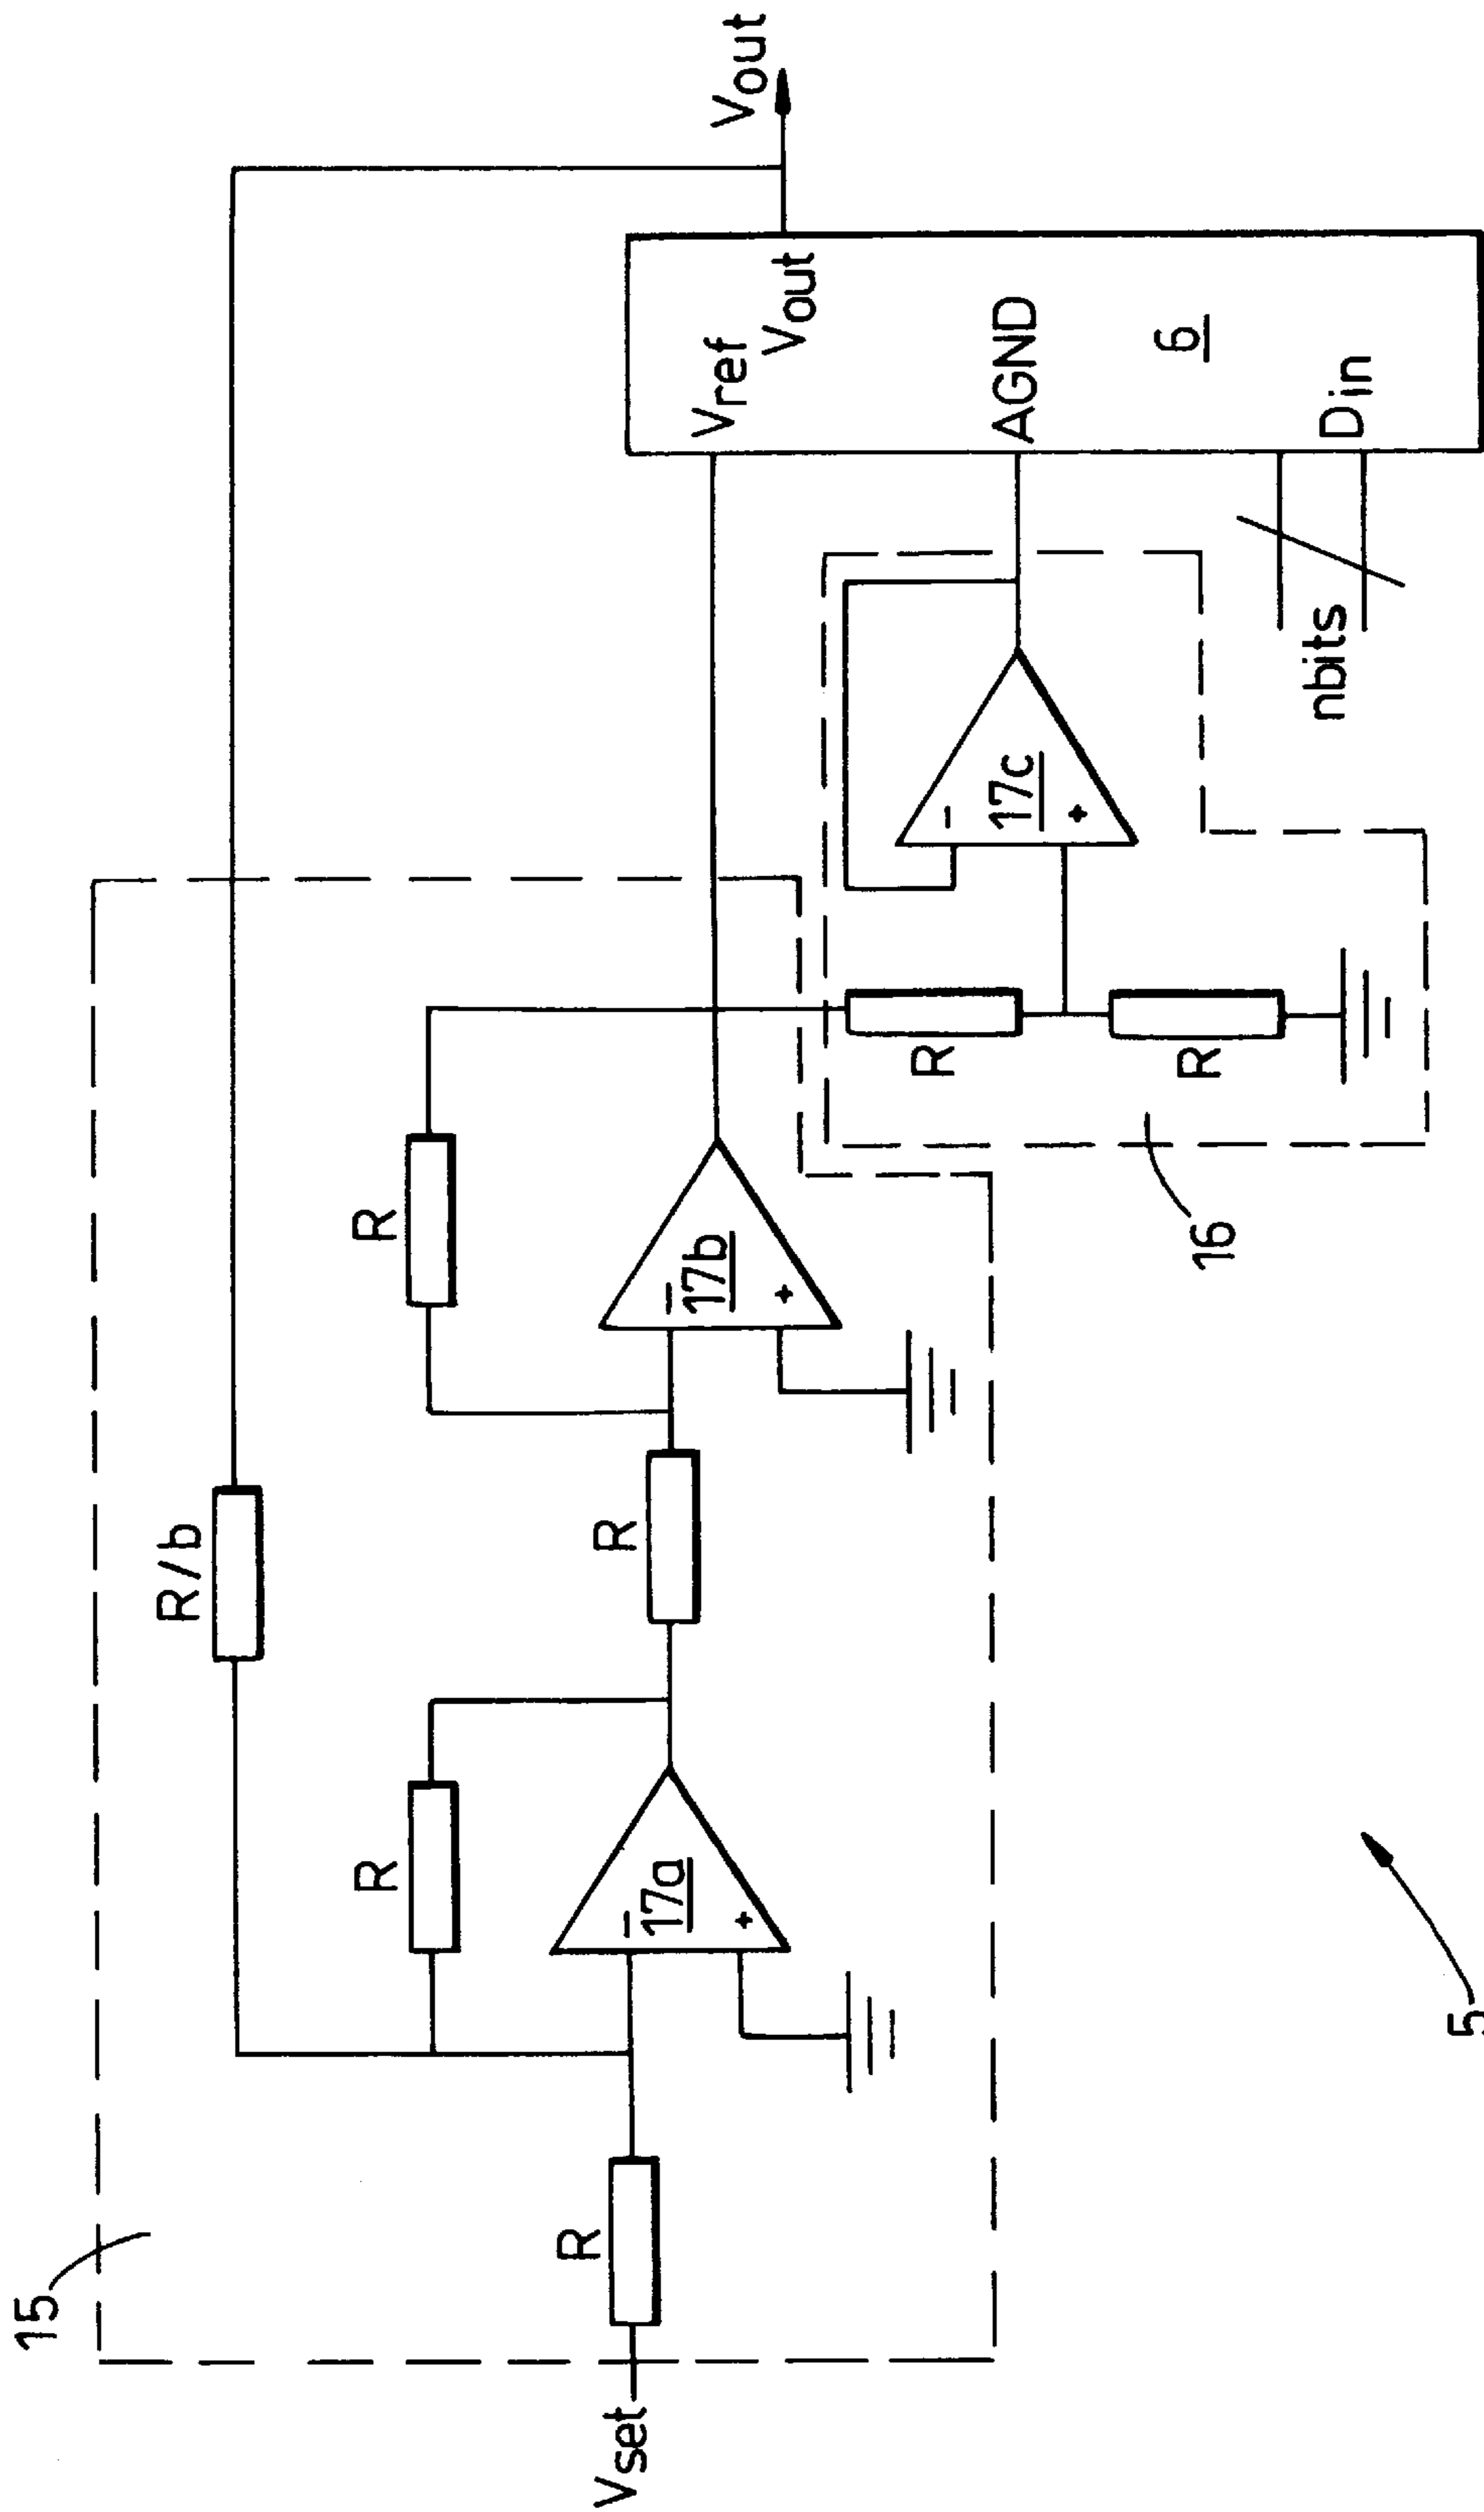 15
R/b
R
R
R
R
Vset
17a
-
+
17b
-
+
Vref
Vout
Vout
AGND
6
Din
nbits
17c
-
+
R
R
16
5